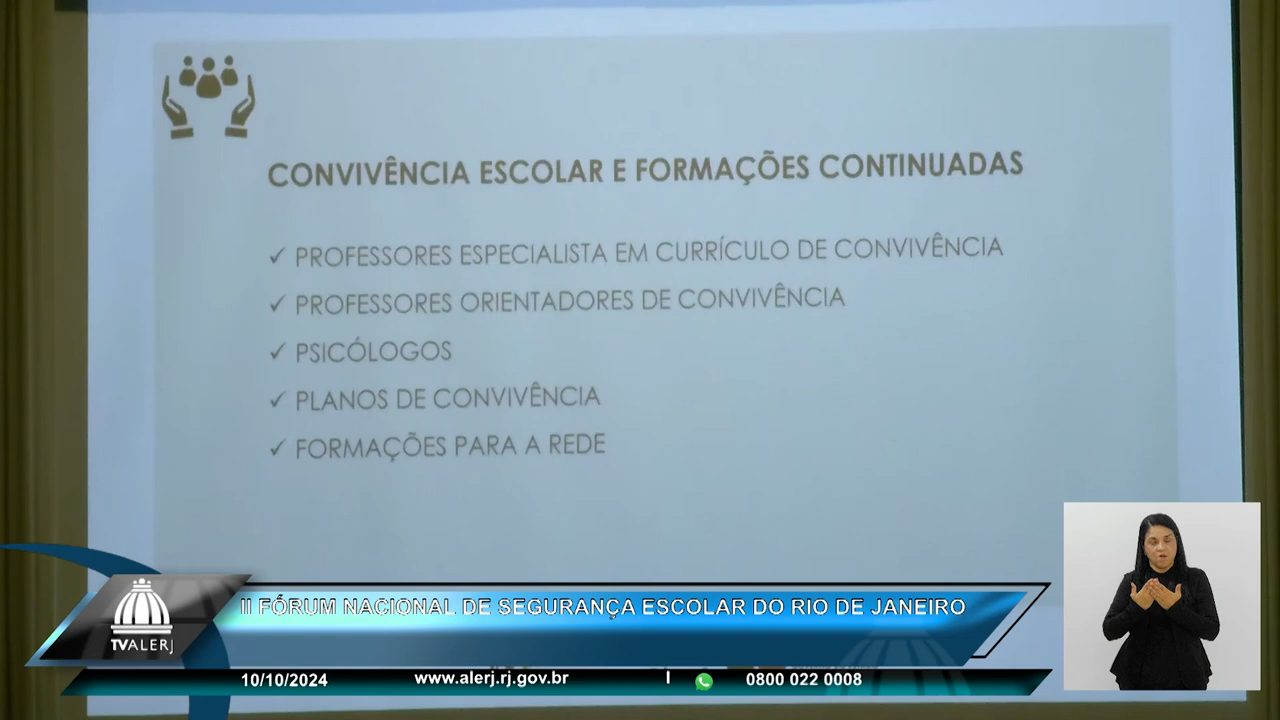 CONVIVÊNCIA ESCOLAR E FORMAÇÕES CONTINUADAS
✓ PROFESSORES ESPECIALISTA EM CURRÍCULO DE CONVIVÊNCIA
✓ PROFESSORES ORIENTADORES DE CONVIVÊNCIA
✓ PSICÓLOGOS
✓ PLANOS DE CONVIVÊNCIA
✓ FORMAÇÕES PARA A REDE
II FÓRUM NACIONAL DE SEGURANÇA ESCOLAR DO RIO DE JANEIRO
TVALERJ
10/10/2024 www.alerj.rj.gov.br | 0800 022 0008